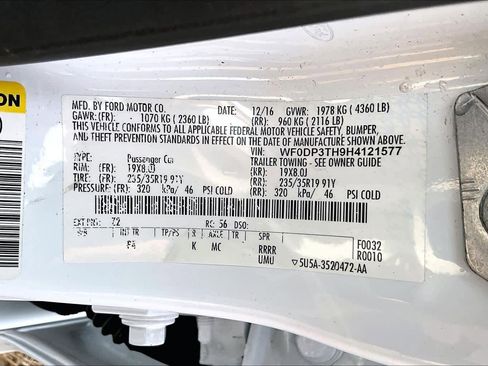 MFD. BY FORD MOTOR CO.
12/16 GVWR: 1978 KG ( 4360 LB)
GAWR:(FR): 1070 KG ( 2360 LB) (RR): 960 KG ( 2116 LB)
THIS VEHICLE CONFORMS TO ALL APPLICABLE FEDERAL MOTOR VEHICLE SAFETY, BUMPER,
AND THEFT PREVENTION STANDARDS IN EFFECT ON THE DATE OF MANUFACTURE SHOWN ABOVE.
VIN: WF0DP3TH9H4121577
TYPE: Passenger Car TRAILER TOWING - SEE OWNERS GUIDE
RIM: (FR) 19X8.0J (RR): 19X8.0J
TIRE: (FR): 235/35R19 91Y (RR): 235/35R19 91Y
PRESSURE: (FR): 320 kPa/ 46 PSI COLD (RR): 320 kPa/ 46 PSI COLD
EXT PNT: Z2 RC: 56 DSO:
INT TR TP/PS R AXLE TR SPR F0032
K MC RRRR R0010
UMU ▽5U5A-3520472-AA